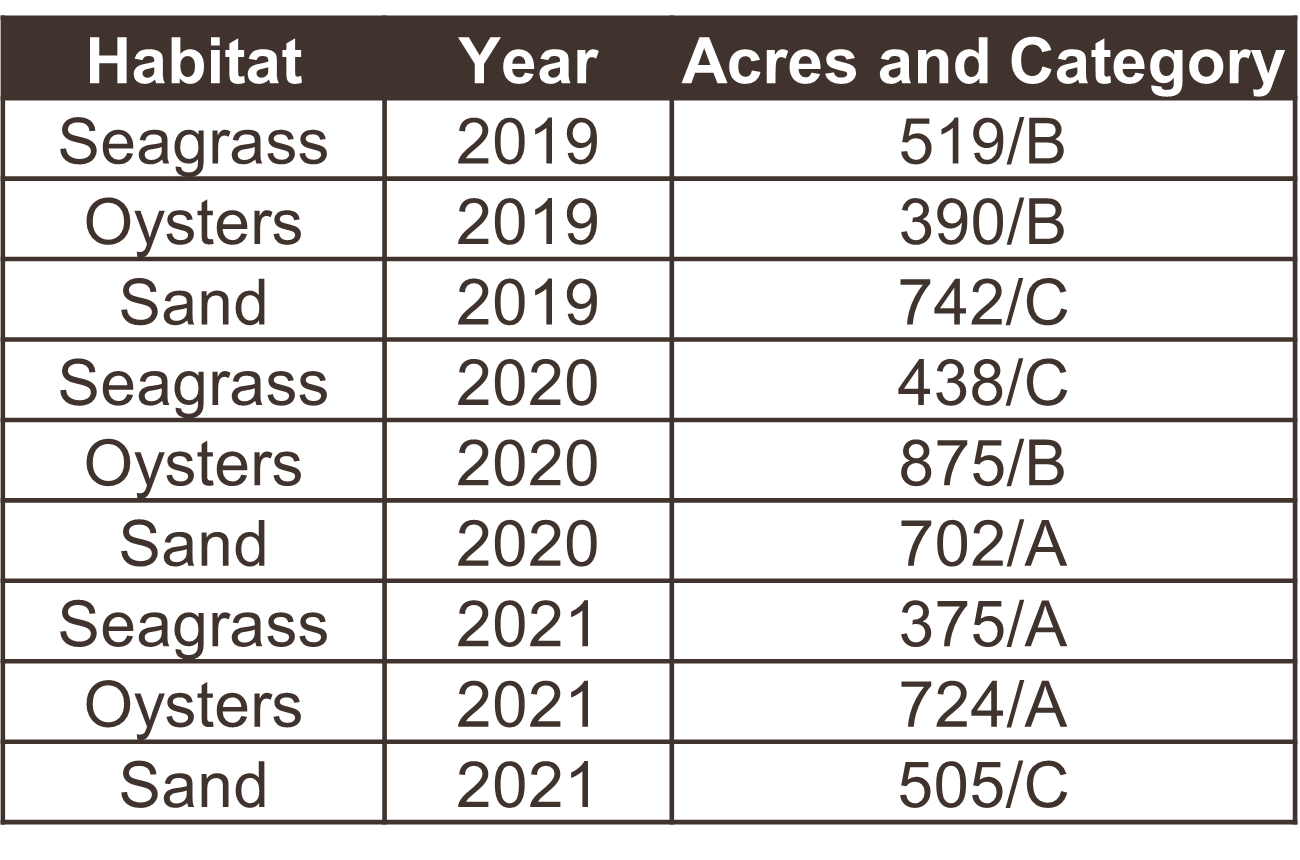 Habitat Year Acres and Category
Seagrass 2019 519/B
Oysters 2019 390/B
Sand 2019 742/C
Seagrass 2020 438/C
Oysters 2020 875/B
Sand 2020 702/A
Seagrass 2021 375/A
Oysters 2021 724/A
Sand 2021 505/C